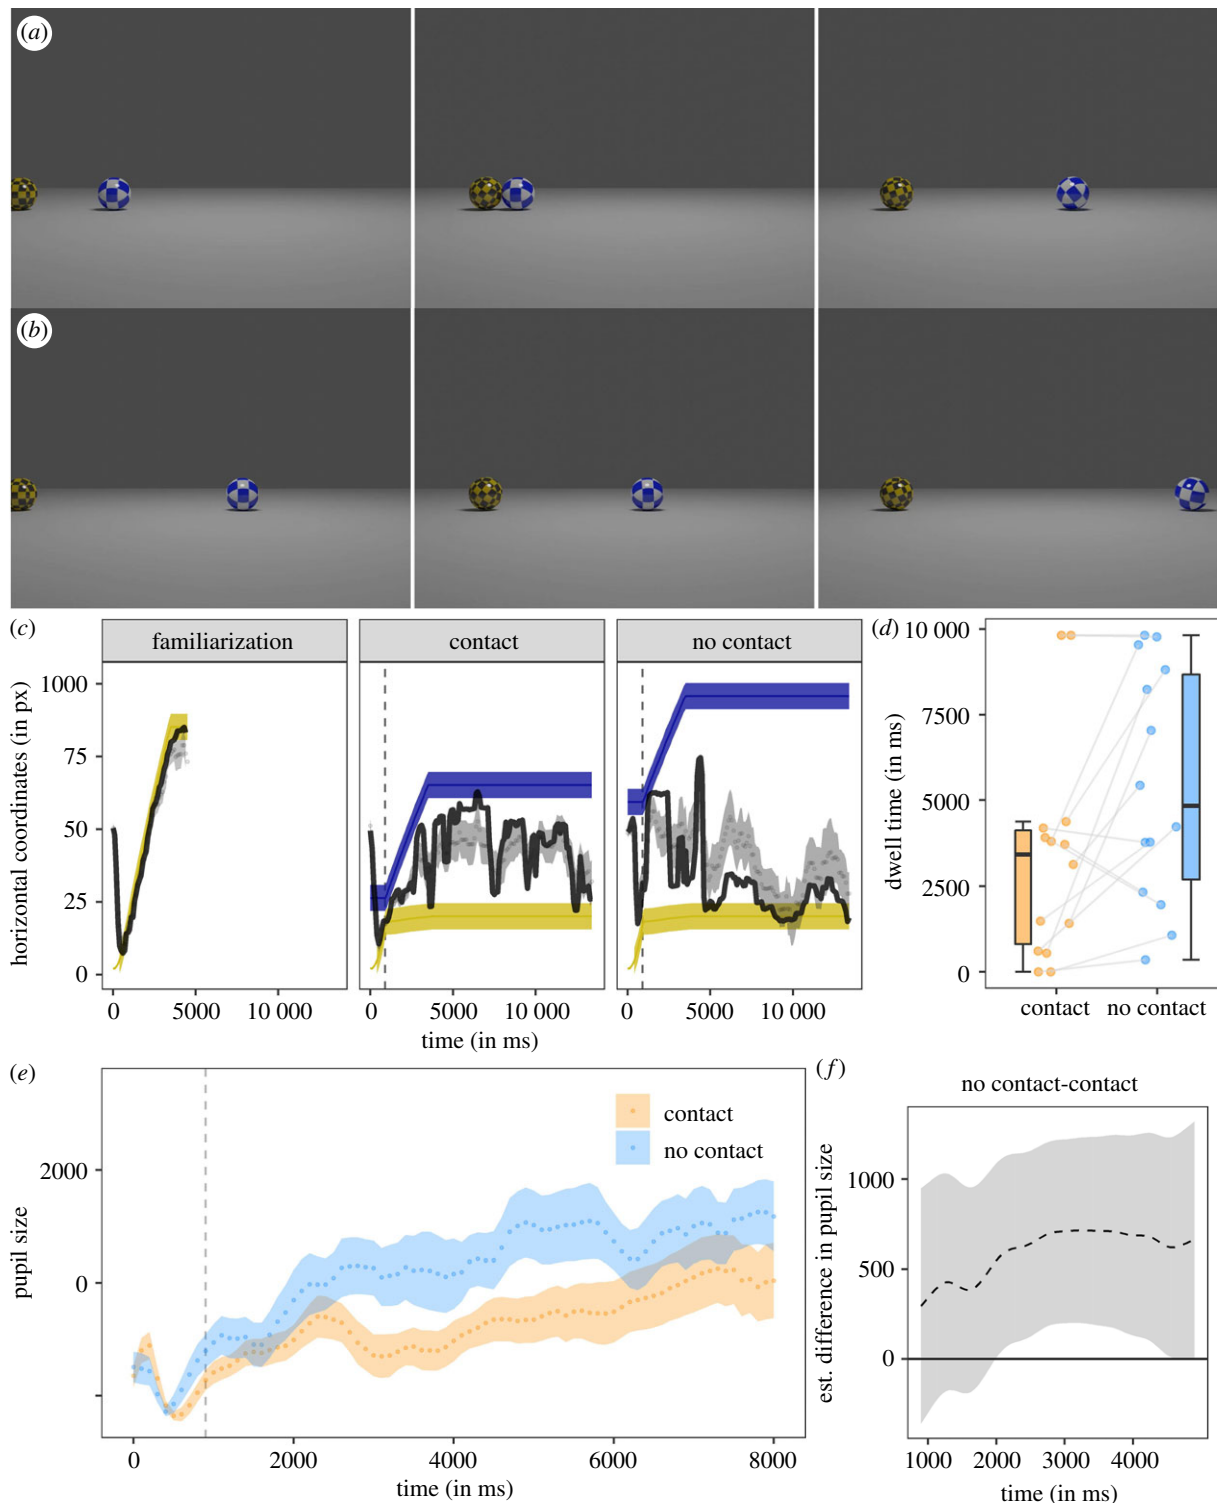 (a)
(b)
(c)
familiarization
contact
no contact
horizontal coordinates (in px)
1000
75
50
25
0
0
5000
10 000
0
5000
10 000
0
5000
10 000
time (in ms)
(d)
dwell time (in ms)
10 000
7500
5000
2500
0
contact
no contact
(e)
pupil size
2000
0
contact
no contact
0
2000
4000
6000
8000
time (in ms)
(f)
no contact-contact
est. difference in pupil size
1000
500
0
1000
2000
3000
4000
time (in ms)